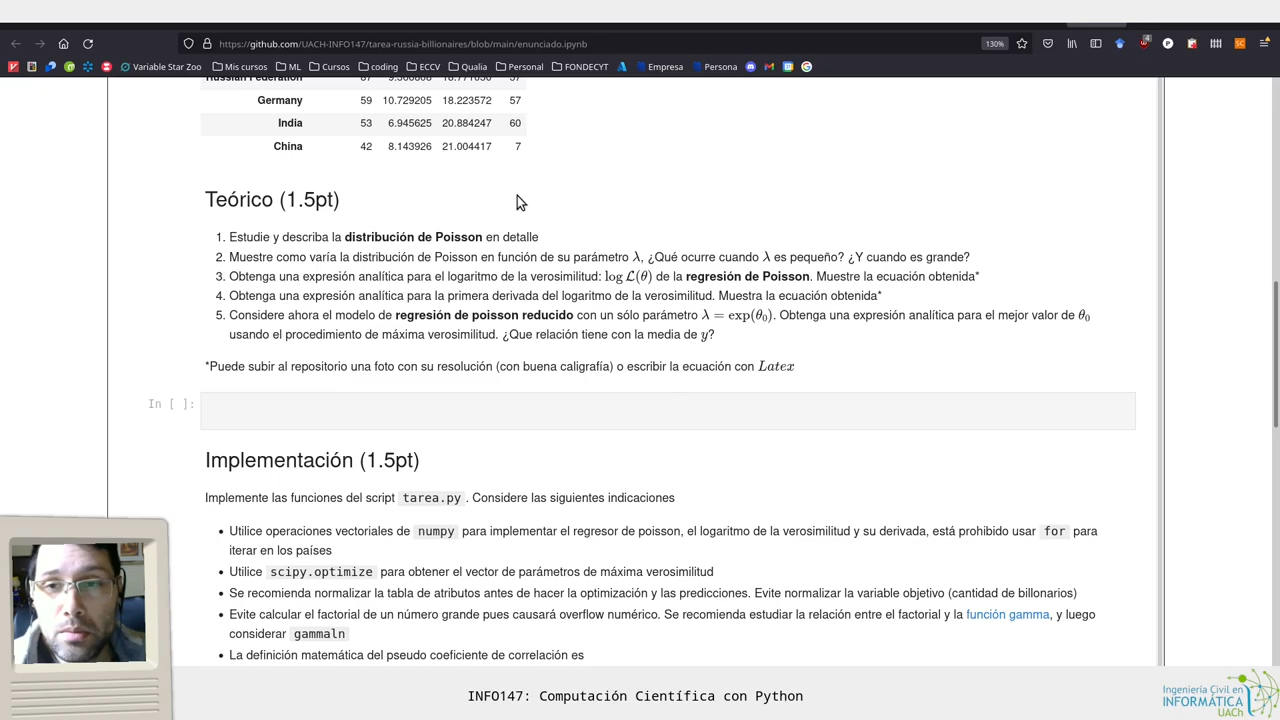 https://github.com/UACH-INFO147/tarea-russia-billionaires/blob/main/enunciado.ipynb
130%
4
Variable Star Zoo Mis cursos ML Cursos coding ECCV Qualia Personal FONDECYT Empresa Persona
Russian Federation 87
Germany 59 10.729205 18.223572 57
India 53 6.945625 20.884247 60
China 42 8.143926 21.004417 7
Teórico (1.5pt)
1. Estudie y describa la distribución de Poisson en detalle
2. Muestre como varía la distribución de Poisson en función de su parámetro λ, ¿Qué ocurre cuando λ es pequeño? ¿Y cuando es grande?
3. Obtenga una expresión analítica para el logaritmo de la verosimilitud: log L(θ) de la regresión de Poisson. Muestre la ecuación obtenida*
4. Obtenga una expresión analítica para la primera derivada del logaritmo de la verosimilitud. Muestra la ecuación obtenida*
5. Considere ahora el modelo de regresión de poisson reducido con un sólo parámetro λ = exp(θ₀). Obtenga una expresión analítica para el mejor valor de θ₀
usando el procedimiento de máxima verosimilitud. ¿Que relación tiene con la media de y?
*Puede subir al repositorio una foto con su resolución (con buena caligrafía) o escribir la ecuación con Latex
In [ ]:
Implementación (1.5pt)
Implemente las funciones del script tarea.py. Considere las siguientes indicaciones
• Utilice operaciones vectoriales de numpy para implementar el regresor de poisson, el logaritmo de la verosimilitud y su derivada, está prohibido usar for para
iterar en los países
• Utilice scipy.optimize para obtener el vector de parámetros de máxima verosimilitud
• Se recomienda normalizar la tabla de atributos antes de hacer la optimización y las predicciones. Evite normalizar la variable objetivo (cantidad de billonarios)
• Evite calcular el factorial de un número grande pues causará overflow numérico. Se recomienda estudiar la relación entre el factorial y la función gamma, y luego
considerar gammaln
• La definición matemática del pseudo coeficiente de correlación es
INFO147: Computación Científica con Python
Ingeniería Civil en
INFORMÁTICA
UACh